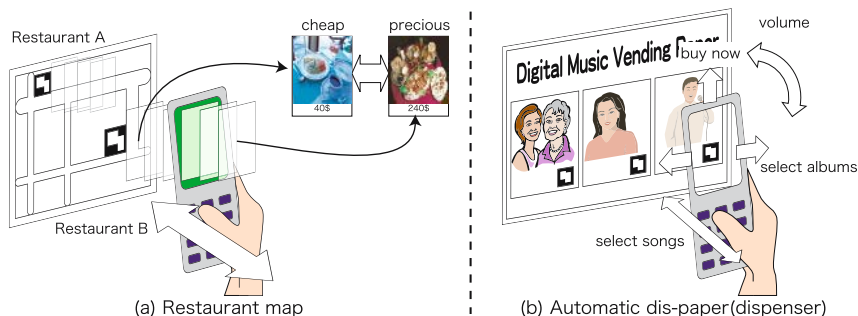 Restaurant A
cheap
precious
40$
240$
Restaurant B
(a) Restaurant map
volume
Digital Music Vending Paper
buy now
select albums
select songs
(b) Automatic dis-paper(dispenser)